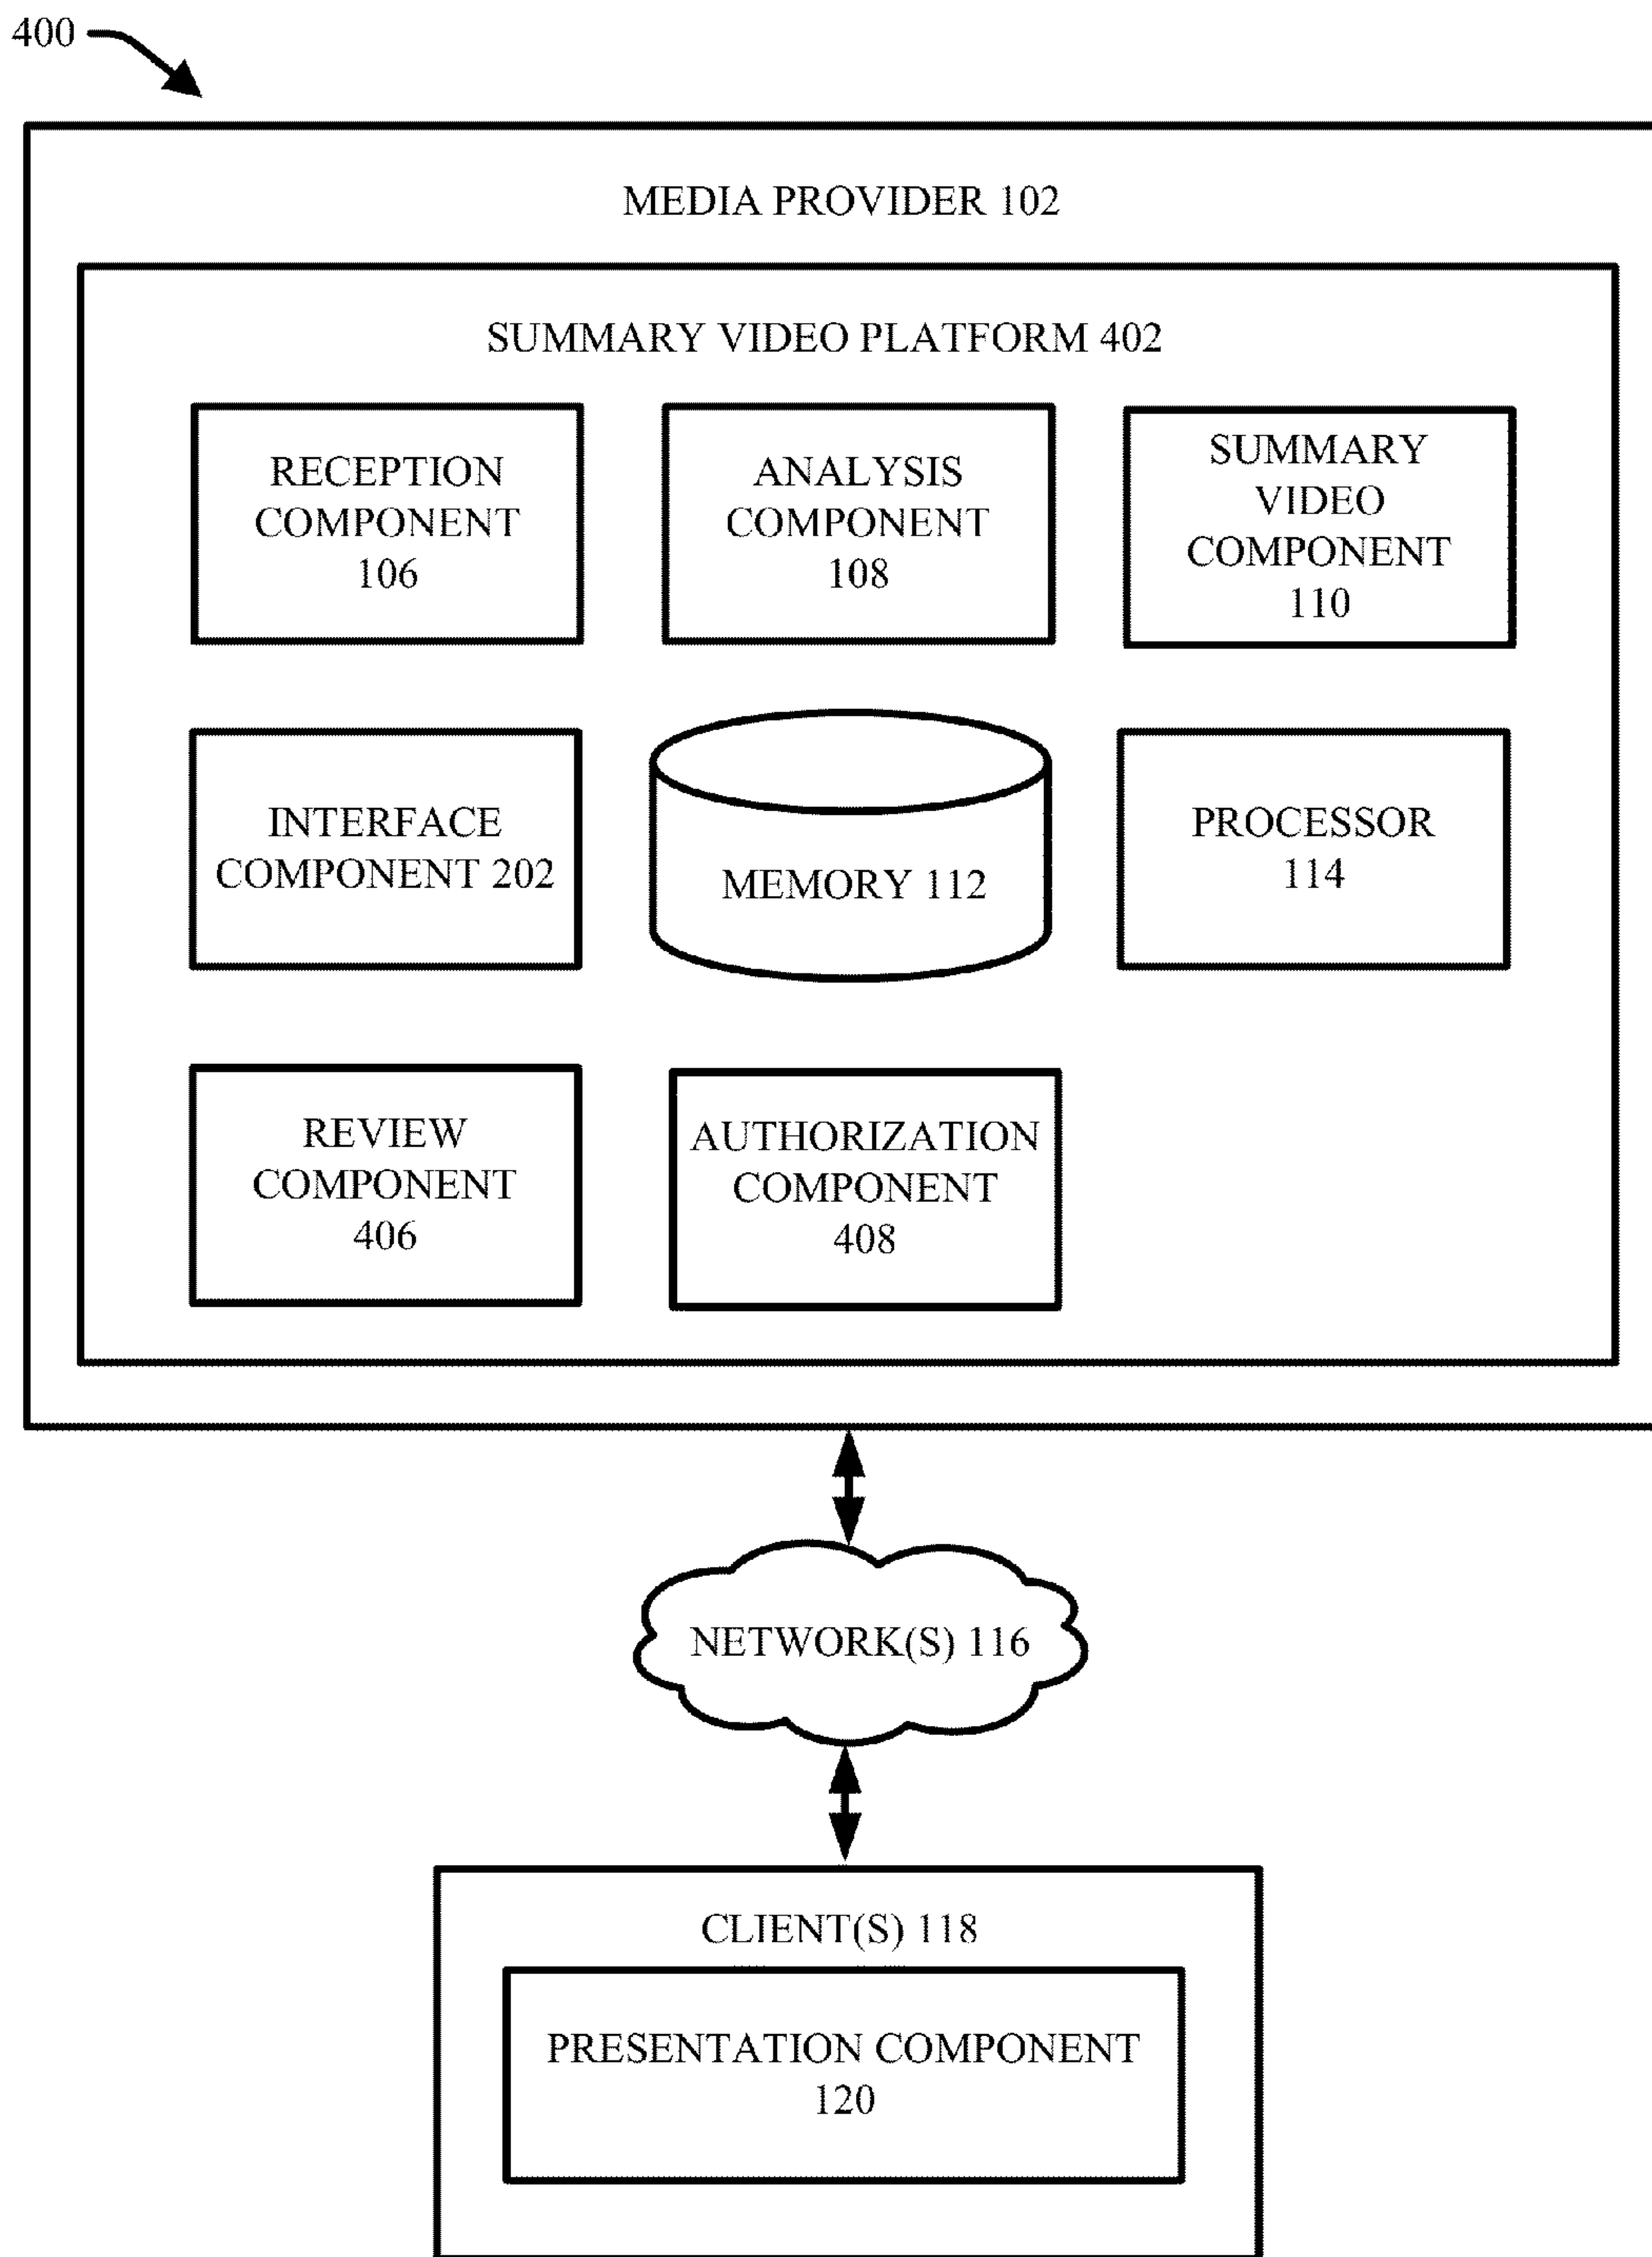 400
MEDIA PROVIDER 102
SUMMARY VIDEO PLATFORM 402
RECEPTION
COMPONENT
106
ANALYSIS
COMPONENT
108
SUMMARY
VIDEO
COMPONENT
110
INTERFACE
COMPONENT 202
MEMORY 112
PROCESSOR
114
REVIEW
COMPONENT
406
AUTHORIZATION
COMPONENT
408
NETWORK(S) 116
CLIENT(S) 118
PRESENTATION COMPONENT
120